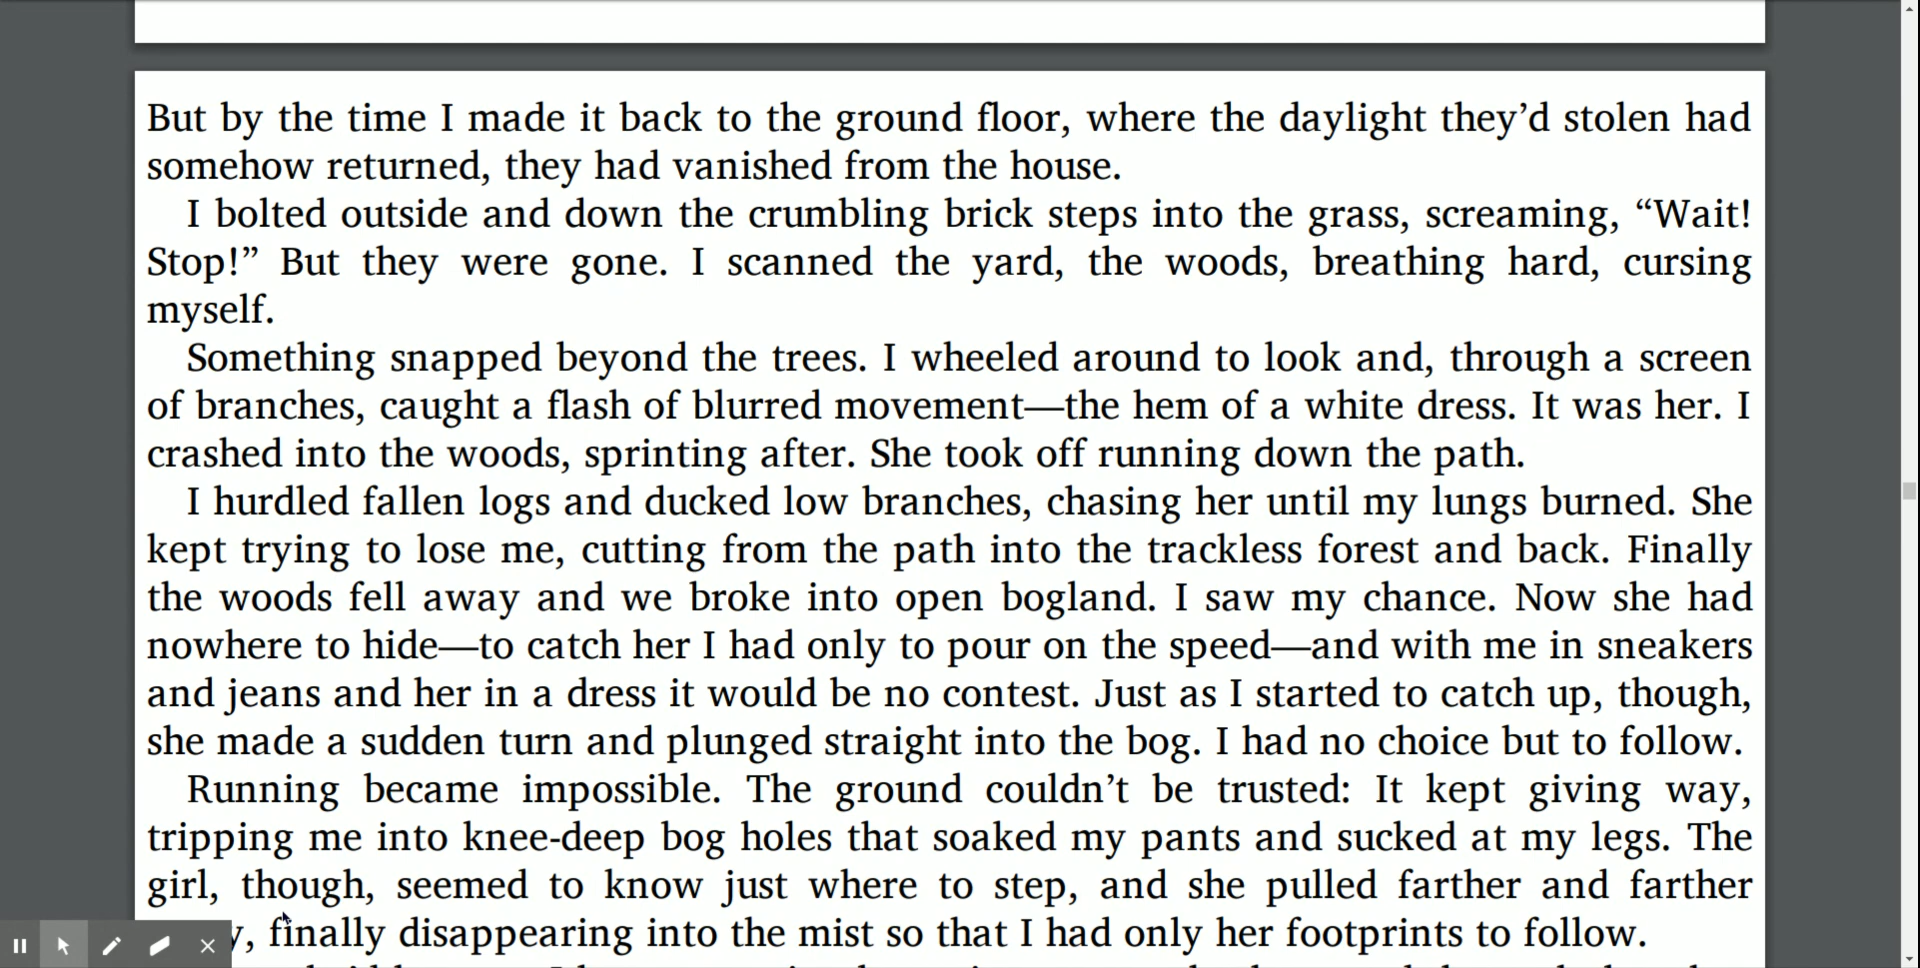 But by the time I made it back to the ground floor, where the daylight they’d stolen had
somehow returned, they had vanished from the house.
I bolted outside and down the crumbling brick steps into the grass, screaming, “Wait!
Stop!” But they were gone. I scanned the yard, the woods, breathing hard, cursing
myself.
Something snapped beyond the trees. I wheeled around to look and, through a screen
of branches, caught a flash of blurred movement—the hem of a white dress. It was her. I
crashed into the woods, sprinting after. She took off running down the path.
I hurdled fallen logs and ducked low branches, chasing her until my lungs burned. She
kept trying to lose me, cutting from the path into the trackless forest and back. Finally
the woods fell away and we broke into open bogland. I saw my chance. Now she had
nowhere to hide—to catch her I had only to pour on the speed—and with me in sneakers
and jeans and her in a dress it would be no contest. Just as I started to catch up, though,
she made a sudden turn and plunged straight into the bog. I had no choice but to follow.
Running became impossible. The ground couldn’t be trusted: It kept giving way,
tripping me into knee-deep bog holes that soaked my pants and sucked at my legs. The
girl, though, seemed to know just where to step, and she pulled farther and farther
finally disappearing into the mist so that I had only her footprints to follow.